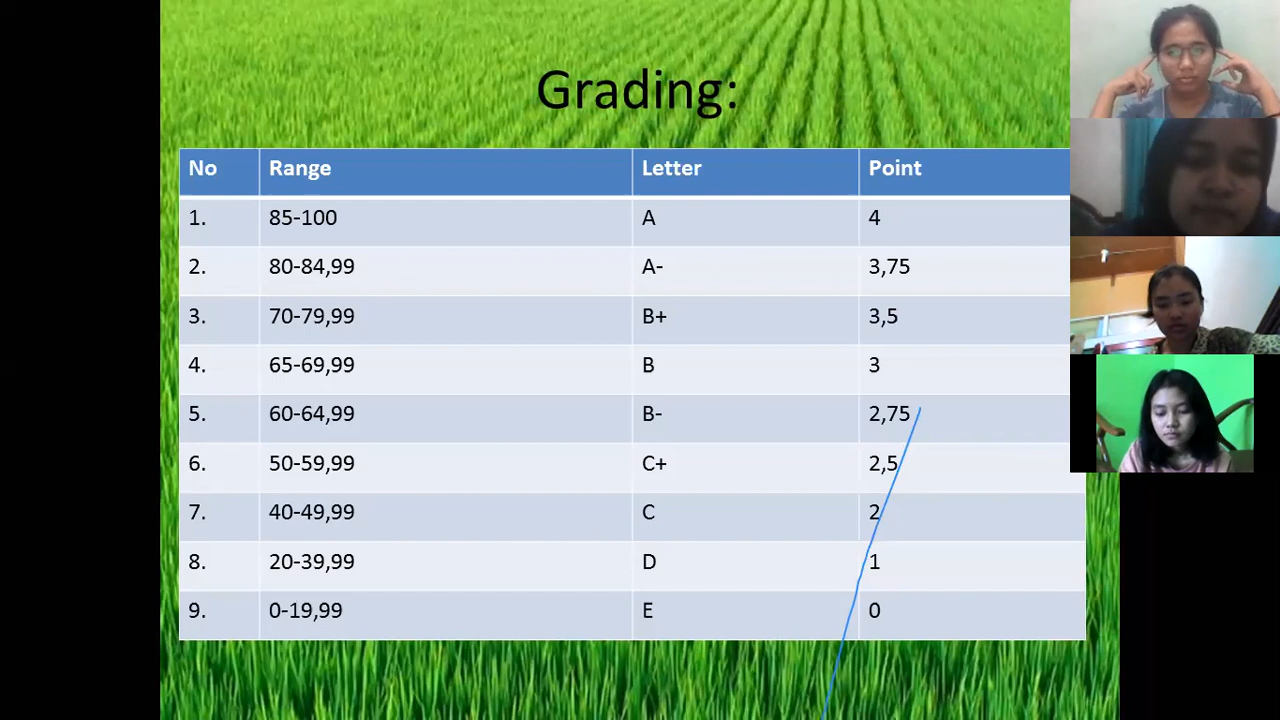 Grading:
No Range Letter Point
1. 85-100 A 4
2. 80-84,99 A- 3,75
3. 70-79,99 B+ 3,5
4. 65-69,99 B 3
5. 60-64,99 B- 2,75
6. 50-59,99 C+ 2,5
7. 40-49,99 C 2
8. 20-39,99 D 1
9. 0-19,99 E 0